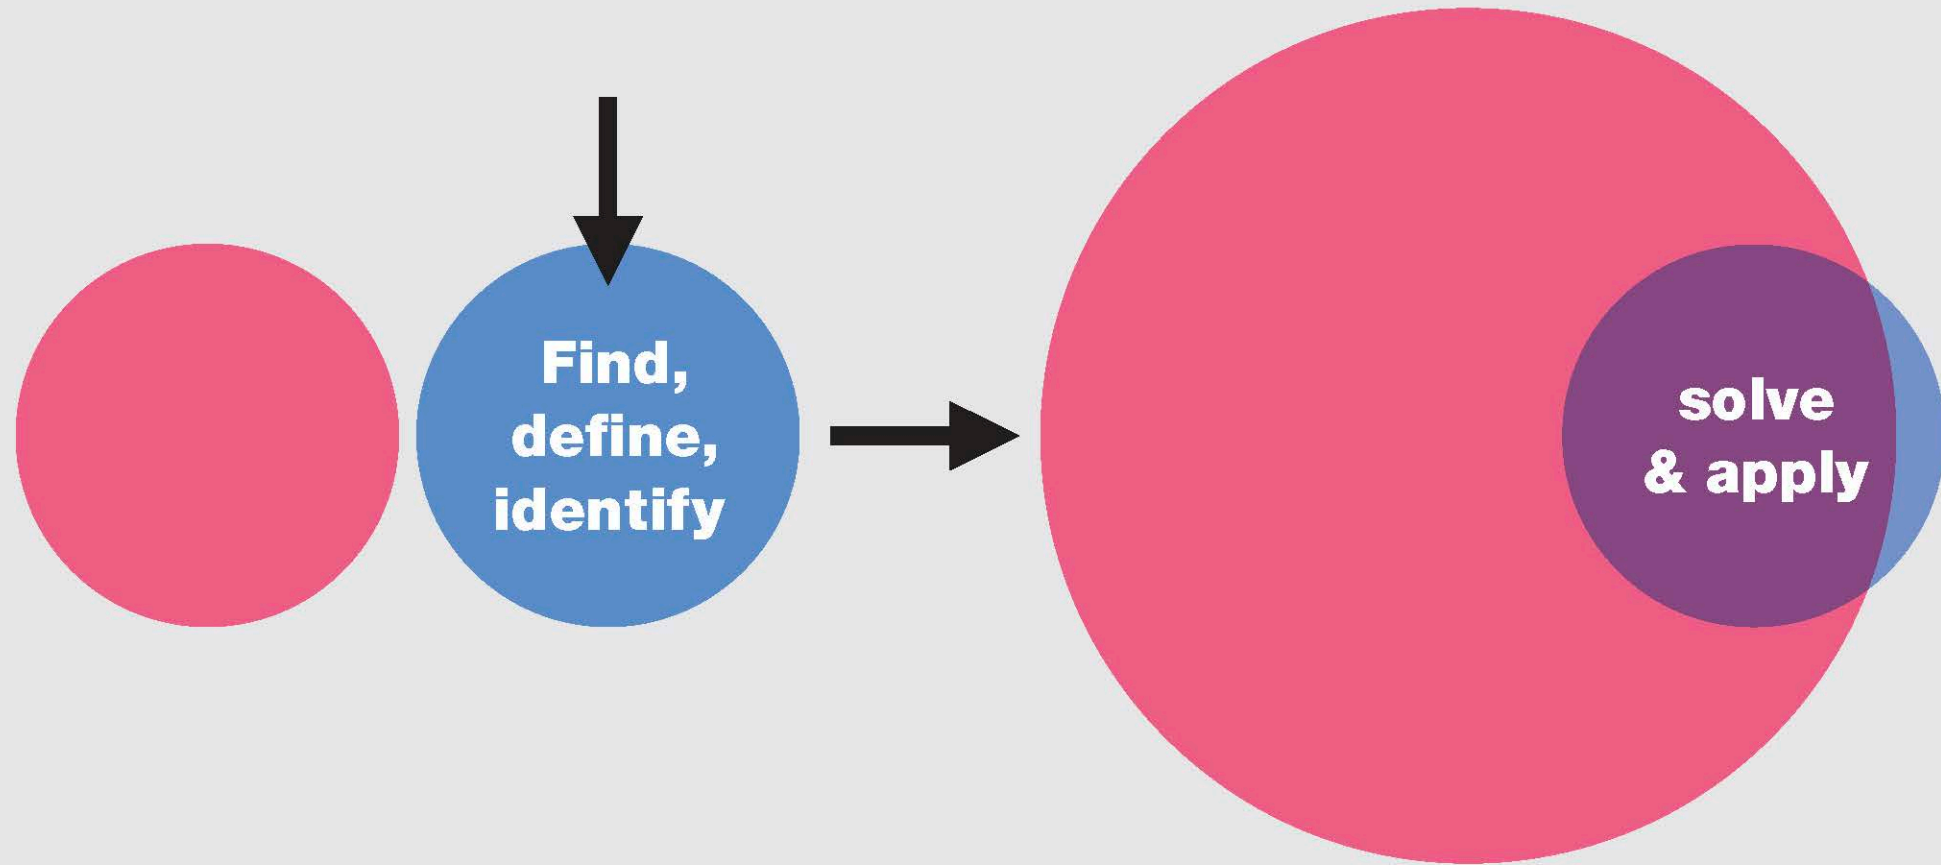 Find,
define,
identify
solve
& apply